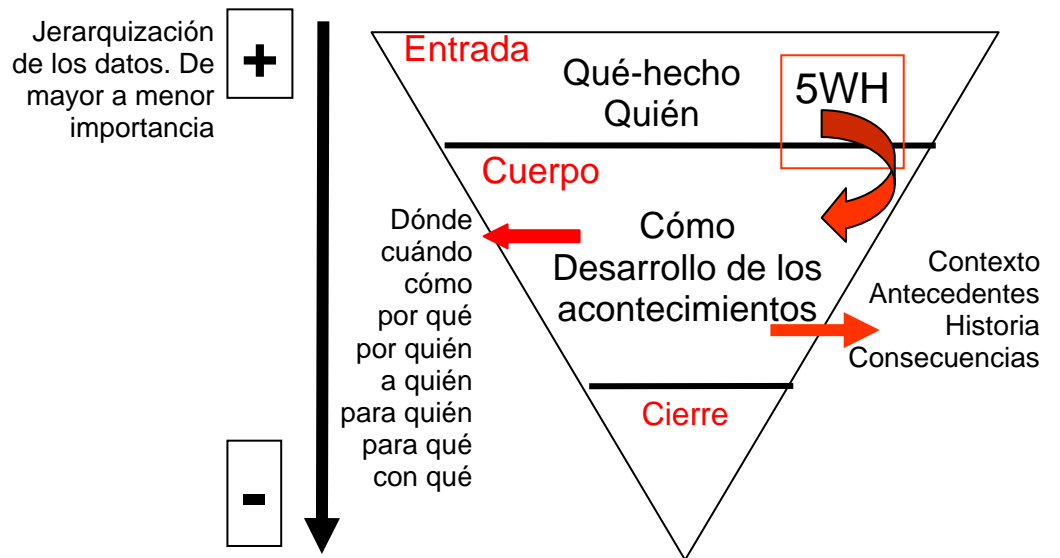 Jerarquización
de los datos. De
mayor a menor
importancia
+
-
Entrada
Qué-hecho
Quién
5WH
Cuerpo
Cómo
Desarrollo de los
acontecimientos
Dónde
cuándo
cómo
por qué
por quién
a quién
para quién
para qué
con qué
Contexto
Antecedentes
Historia
Consecuencias
Cierre